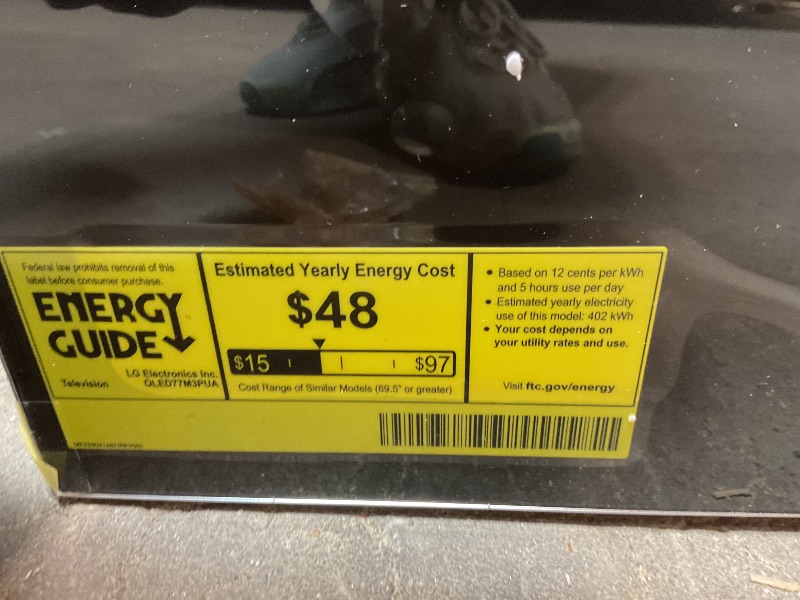 Federal law prohibits removal of this
label before consumer purchase.
ENERGY
GUIDE
LG Electronics Inc.
Television OLED77M3PUA
Estimated Yearly Energy Cost
$48
$15 $97
Cost Range of Similar Models (69.5" or greater)
• Based on 12 cents per kWh
and 5 hours use per day
• Estimated yearly electricity
use of this model: 402 kWh
• Your cost depends on
your utility rates and use.
Visit ftc.gov/energy